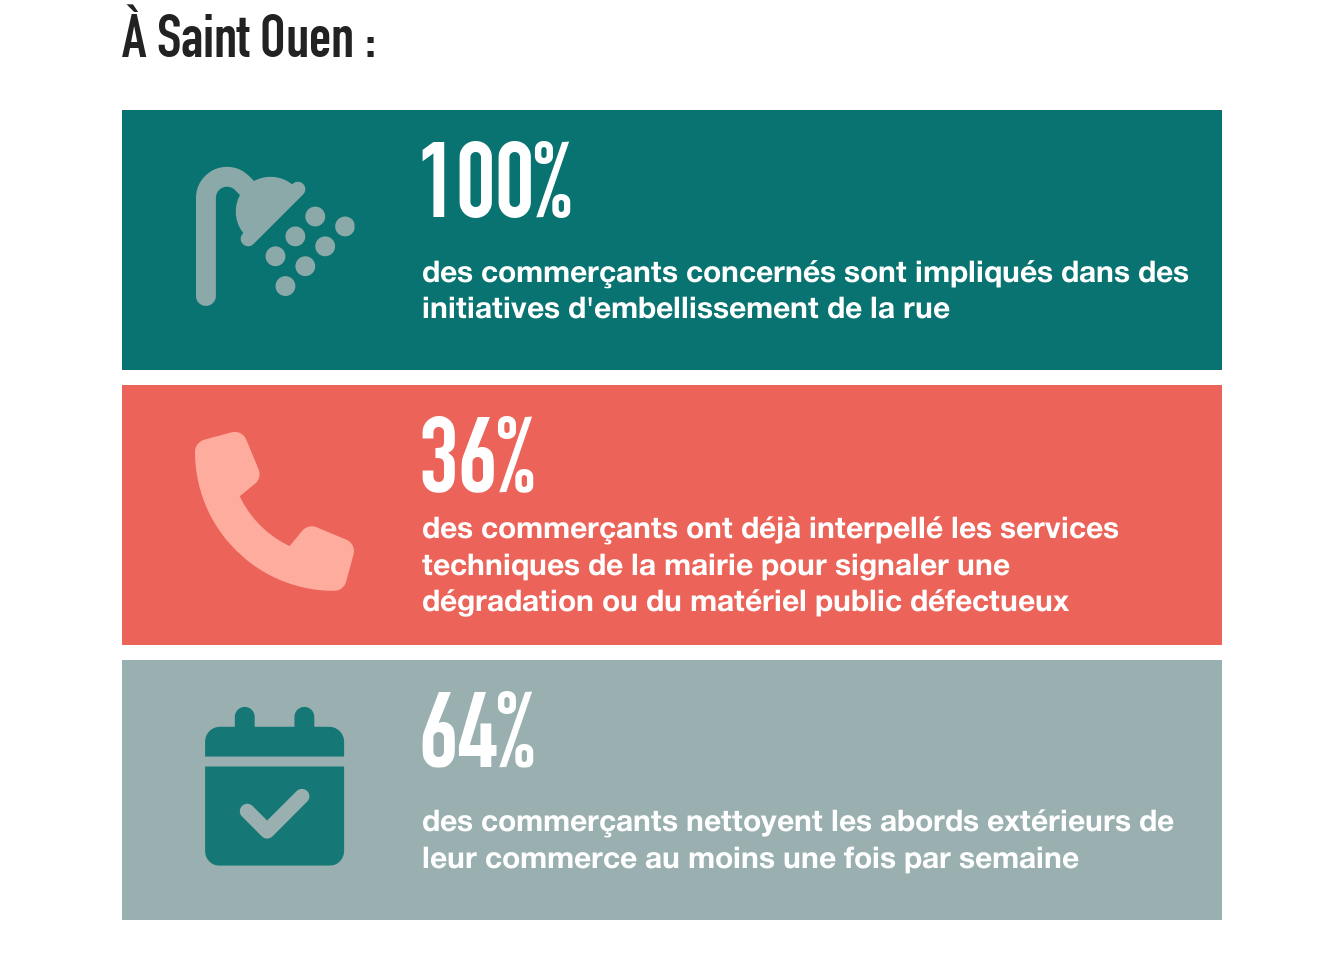 À Saint Ouen :
100%
des commerçants concernés sont impliqués dans des
initiatives d'embellissement de la rue
36%
des commerçants ont déjà interpellé les services
techniques de la mairie pour signaler une
dégradation ou du matériel public défectueux
64%
des commerçants nettoyent les abords extérieurs de
leur commerce au moins une fois par semaine